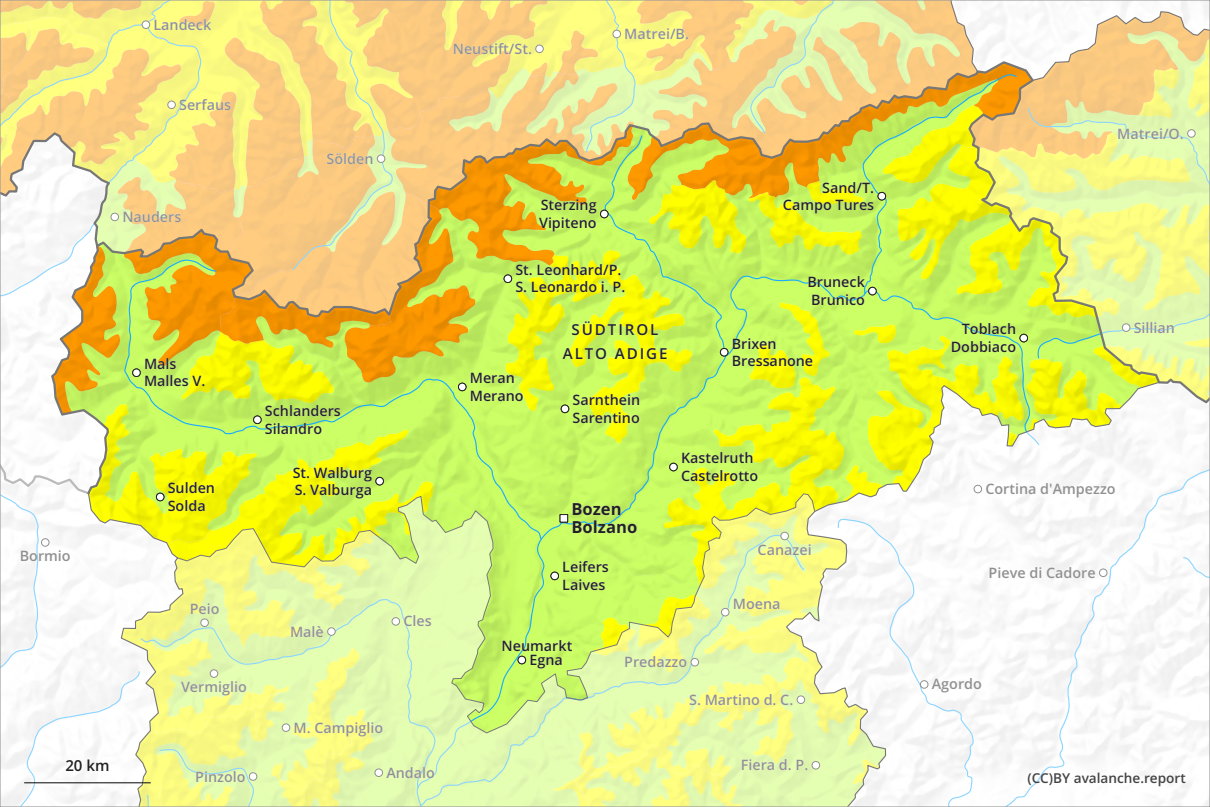 Landeck
Matrei/B.
Neustift/St.
Serfaus
Matrei/O.
Sölden
Sand/T.
Campo Tures
Nauders
Sterzing
Vipiteno
St. Leonhard/P.
S. Leonardo i. P.
Bruneck
Brunico
SÜDTIROL
ALTO ADIGE
Toblach
Dobbiaco
Sillian
Brixen
Bressanone
Mals
Malles V.
Meran
Merano
Sarnthein
Sarentino
Schlanders
Silandro
Kastelruth
Castelrotto
St. Walburg
S. Valburga
Sulden
Solda
Cortina d'Ampezzo
Bozen
Bolzano
Bormio
Canazei
Leifers
Laives
Pieve di Cadore
Peio
Moena
Cles
Malè
Neumarkt
Egna
Predazzo
Vermiglio
Agordo
S. Martino d. C.
M. Campiglio
20 km
Fiera d. P.
Andalo
Pinzolo
(CC)BY avalanche.report